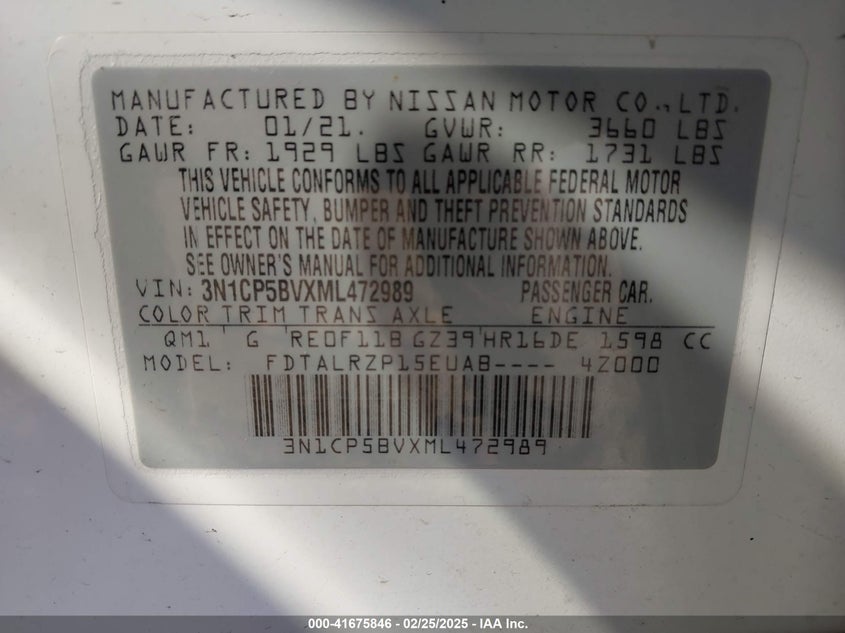 MANUFACTURED BY NISSAN MOTOR CO., LTD.
DATE: 01/21. GVWR: 3660 LBS
GAWR FR: 1929 LBS GAWR RR: 1731 LBS
THIS VEHICLE CONFORMS TO ALL APPLICABLE FEDERAL MOTOR
VEHICLE SAFETY, BUMPER AND THEFT PREVENTION STANDARDS
IN EFFECT ON THE DATE OF MANUFACTURE SHOWN ABOVE.
SEE OWNER'S MANUAL FOR ADDITIONAL INFORMATION.
VIN: 3N1CP5BVXML472989 PASSENGER CAR.
COLOR TRIM TRANS AXLE ENGINE
QM1 G RE0F11B GZ39 HR16DE 1598 CC
MODEL: FDTALRZP15EUAB---- 4Z000
3N1CP5BVXML472989
000-41675846 - 02/25/2025 - IAA Inc.